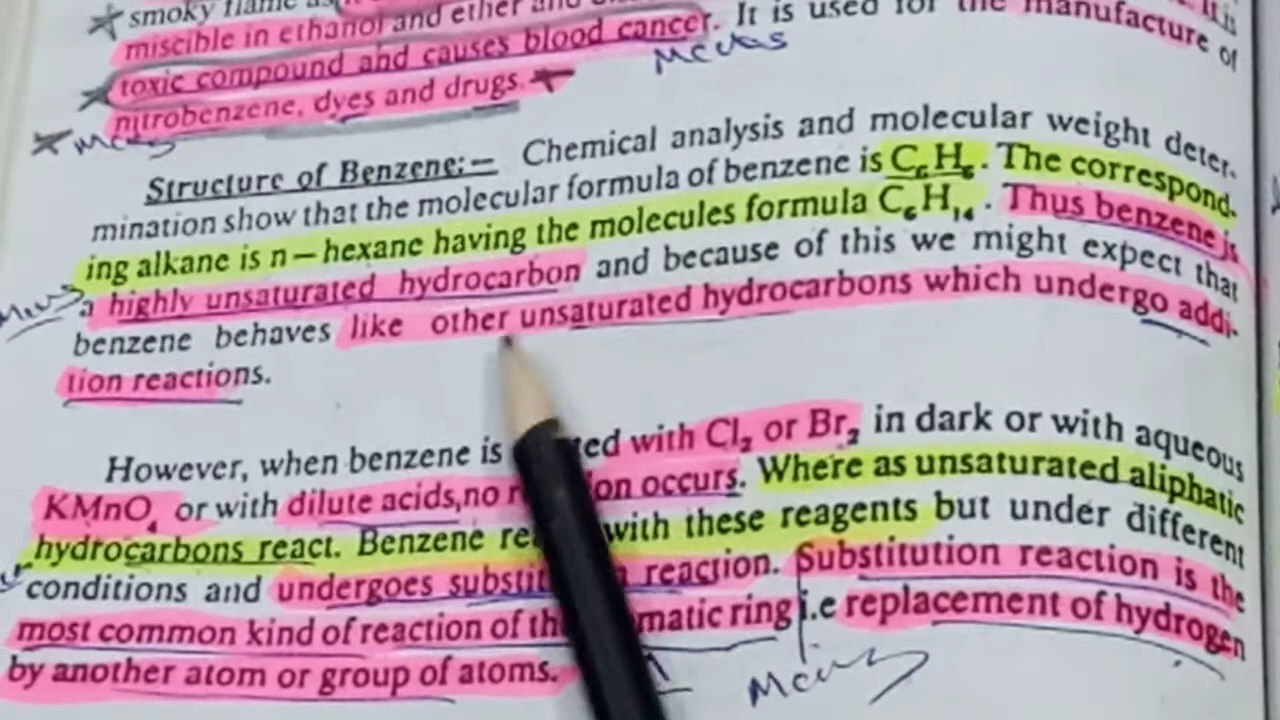 smoky flame
miscible in ethanol and ether and
toxic compound and causes blood cancer. It is used for the manufacture of
Mcqs
nitrobenzene, dyes and drugs.
Mcqs
Structure of Benzene:— Chemical analysis and molecular weight deter-
mination show that the molecular formula of benzene is C₆H₆. The correspond-
ing alkane is n—hexane having the molecules formula C₆H₁₄. Thus benzene is
a highly unsaturated hydrocarbon and because of this we might expect that
benzene behaves like other unsaturated hydrocarbons which undergo addi-
tion reactions.
However, when benzene is ted with Cl₂ or Br₂ in dark or with aqueous
KMnO₄ or with dilute acids,no on occurs. Where as unsaturated aliphatic
hydrocarbons react. Benzene with these reagents but under different
conditions and undergoes reaction. Substitution reaction is the
most common kind of reaction of matic ring i.e replacement of hydrogen
by another atom or group of atoms.
Mcqs